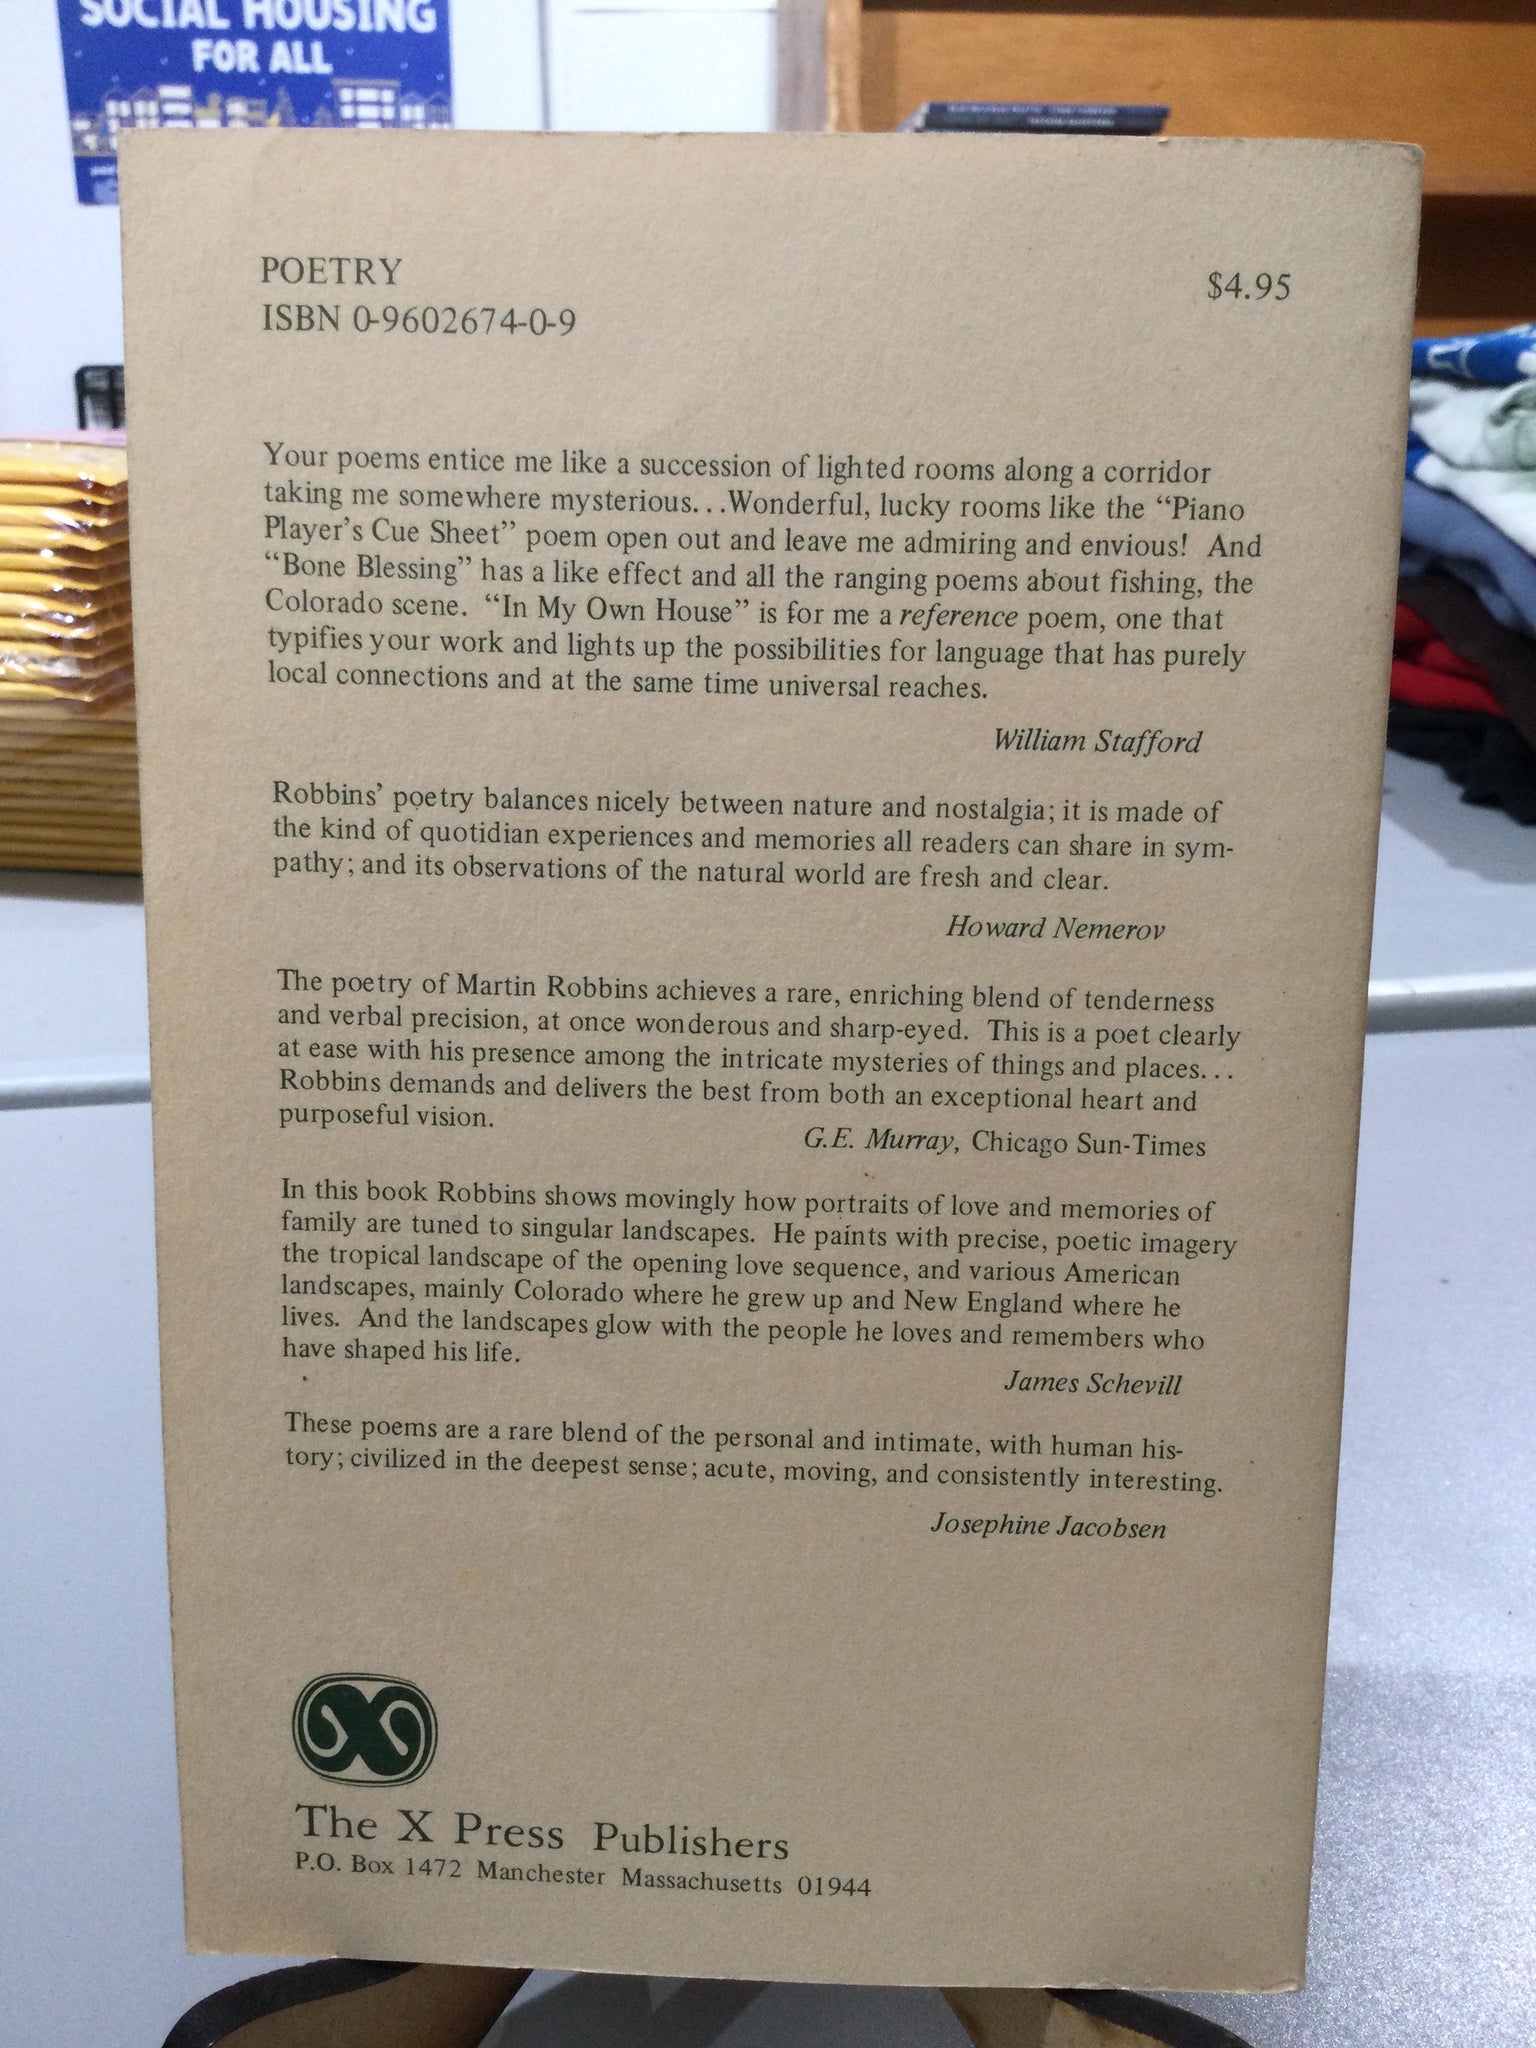 SOCIAL HOUSING
FOR ALL
POETRY
$4.95
ISBN 0-9602674-0-9
Your poems entice me like a succession of lighted rooms along a corridor
taking me somewhere mysterious...Wonderful, lucky rooms like the “Piano
Player’s Cue Sheet” poem open out and leave me admiring and envious! And
“Bone Blessing” has a like effect and all the ranging poems about fishing, the
Colorado scene. “In My Own House” is for me a reference poem, one that
typifies your work and lights up the possibilities for language that has purely
local connections and at the same time universal reaches.
William Stafford
Robbins’ poetry balances nicely between nature and nostalgia; it is made of
the kind of quotidian experiences and memories all readers can share in sym-
pathy; and its observations of the natural world are fresh and clear.
Howard Nemerov
The poetry of Martin Robbins achieves a rare, enriching blend of tenderness
and verbal precision, at once wonderous and sharp-eyed. This is a poet clearly
at ease with his presence among the intricate mysteries of things and places...
Robbins demands and delivers the best from both an exceptional heart and
purposeful vision.
G.E. Murray, Chicago Sun-Times
In this book Robbins shows movingly how portraits of love and memories of
family are tuned to singular landscapes. He paints with precise, poetic imagery
the tropical landscape of the opening love sequence, and various American
landscapes, mainly Colorado where he grew up and New England where he
lives. And the landscapes glow with the people he loves and remembers who
have shaped his life.
James Schevill
These poems are a rare blend of the personal and intimate, with human his-
tory; civilized in the deepest sense; acute, moving, and consistently interesting.
Josephine Jacobsen
X
The X Press Publishers
P.O. Box 1472 Manchester Massachusetts 01944